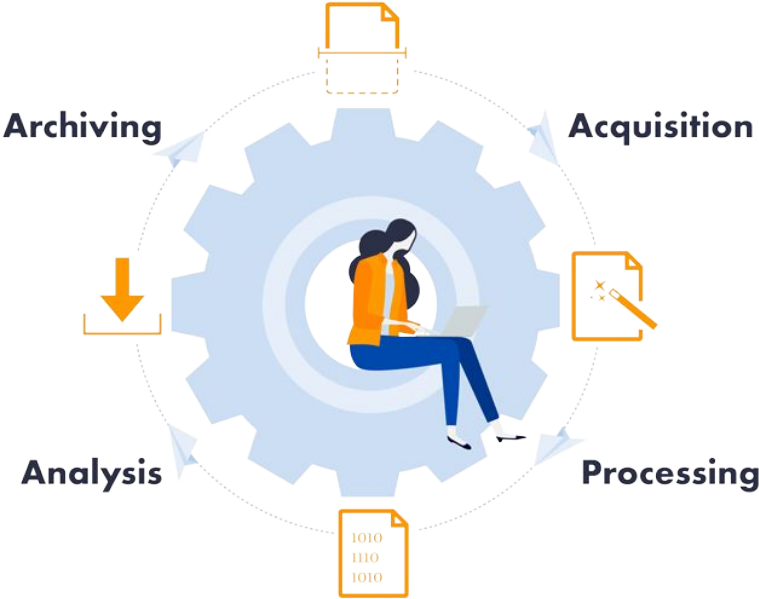 Archiving
Acquisition
Analysis
Processing
1010
1110
1010